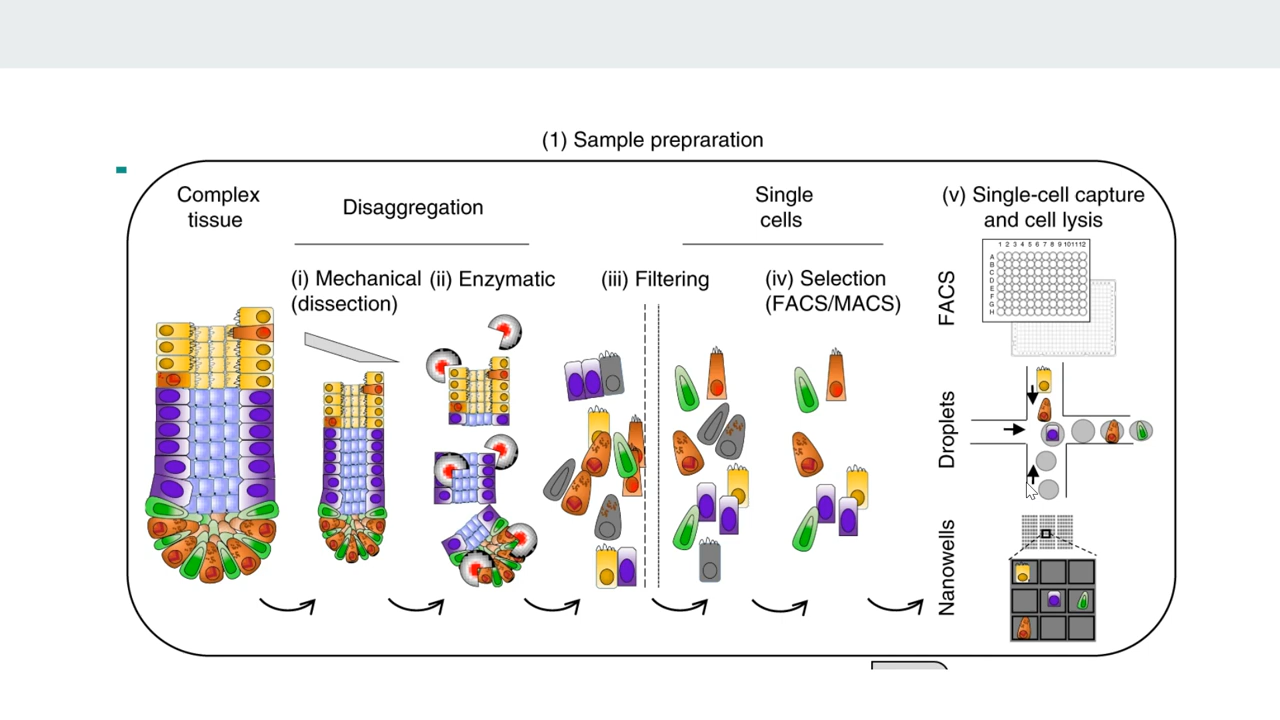 (1) Sample prepraration
Complex
tissue
Disaggregation
Single
cells
(v) Single-cell capture
and cell lysis
(i) Mechanical
(dissection)
(ii) Enzymatic
(iii) Filtering
(iv) Selection
(FACS/MACS)
FACS
1 2 3 4 5 6 7 8 9 10 11 12
A
B
C
D
E
F
G
H
Droplets
Nanowells